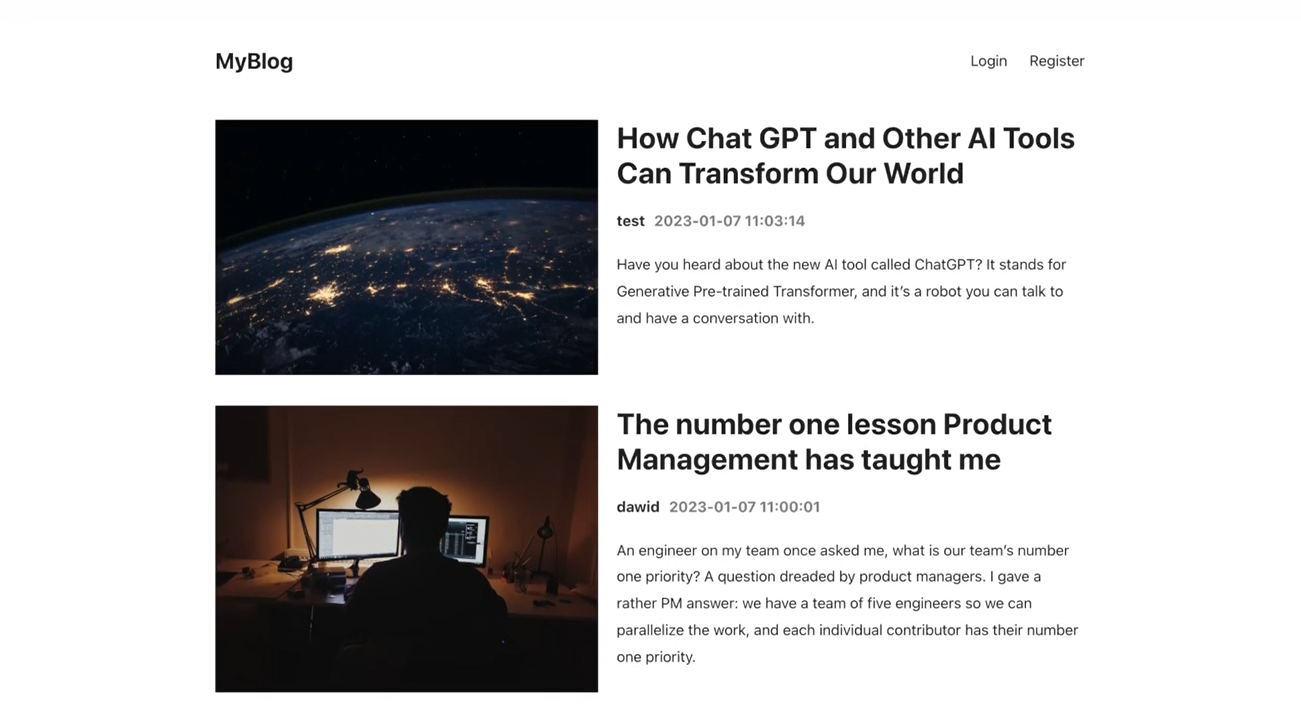 MyBlog
Login Register
How Chat GPT and Other AI Tools
Can Transform Our World
test 2023-01-07 11:03:14
Have you heard about the new AI tool called ChatGPT? It stands for
Generative Pre-trained Transformer, and it’s a robot you can talk to
and have a conversation with.
The number one lesson Product
Management has taught me
dawid 2023-01-07 11:00:01
An engineer on my team once asked me, what is our team’s number
one priority? A question dreaded by product managers. I gave a
rather PM answer: we have a team of five engineers so we can
parallelize the work, and each individual contributor has their number
one priority.